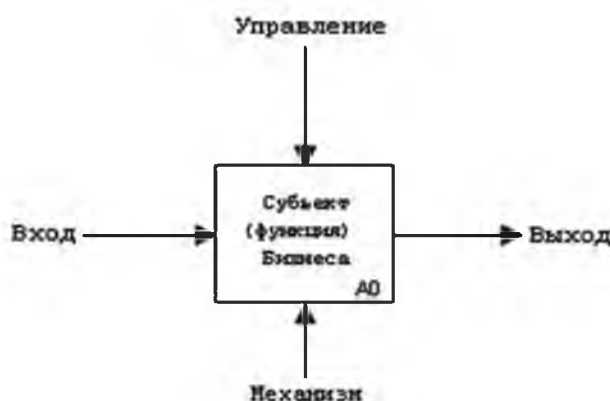 Управление
Субъект
Вход (функция) Выход
Бизнеса
A0
Механизм